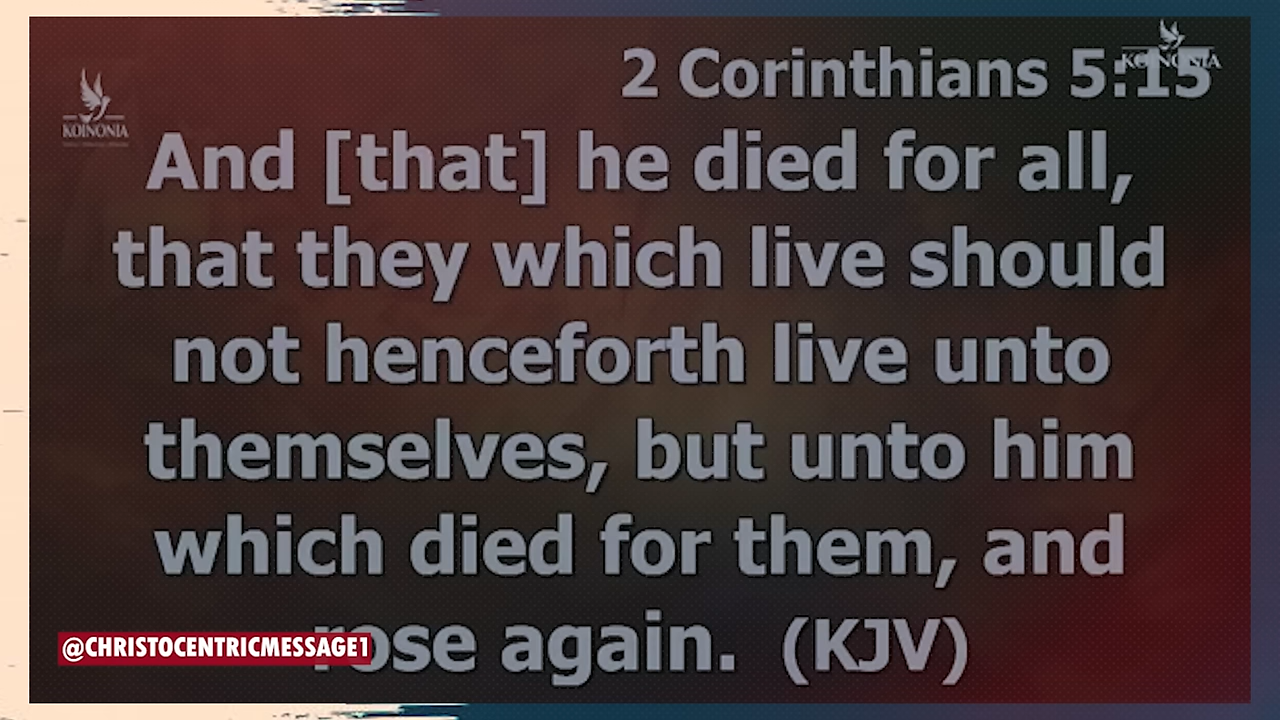 2 Corinthians 5:15
KOINONIA
KOINONIA
And [that] he died for all,
that they which live should
not henceforth live unto
themselves, but unto him
which died for them, and
rose again. (KJV)
@CHRISTOCENTRICMESSAGE1